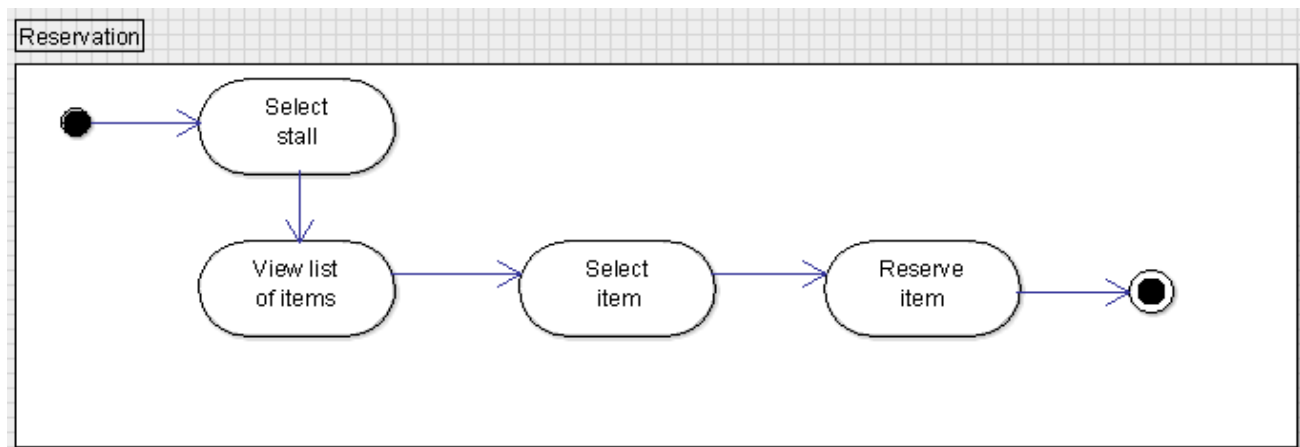 Reservation
Select
stall
View list
of items
Select
item
Reserve
item